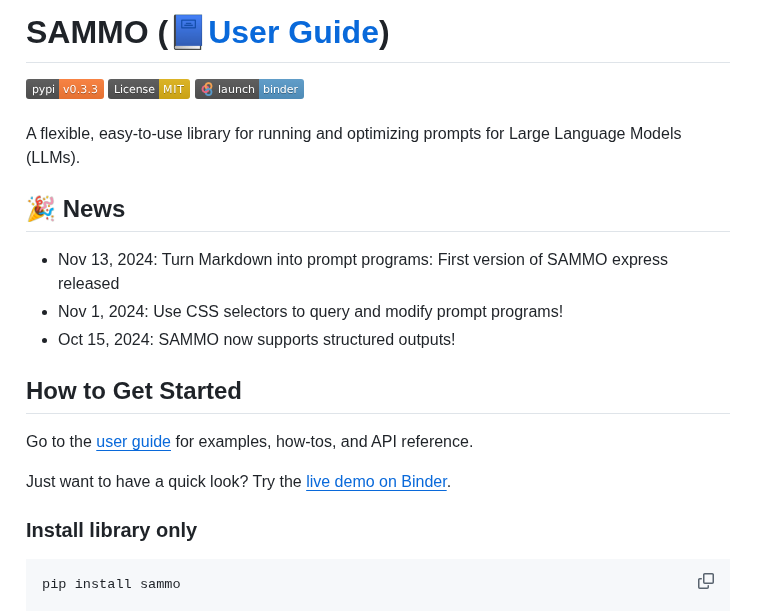 SAMMO (📘User Guide)
pypi v0.3.3 License MIT launch binder
A flexible, easy-to-use library for running and optimizing prompts for Large Language Models
(LLMs).
🎉 News
• Nov 13, 2024: Turn Markdown into prompt programs: First version of SAMMO express
released
• Nov 1, 2024: Use CSS selectors to query and modify prompt programs!
• Oct 15, 2024: SAMMO now supports structured outputs!
How to Get Started
Go to the user guide for examples, how-tos, and API reference.
Just want to have a quick look? Try the live demo on Binder.
Install library only
pip install sammo